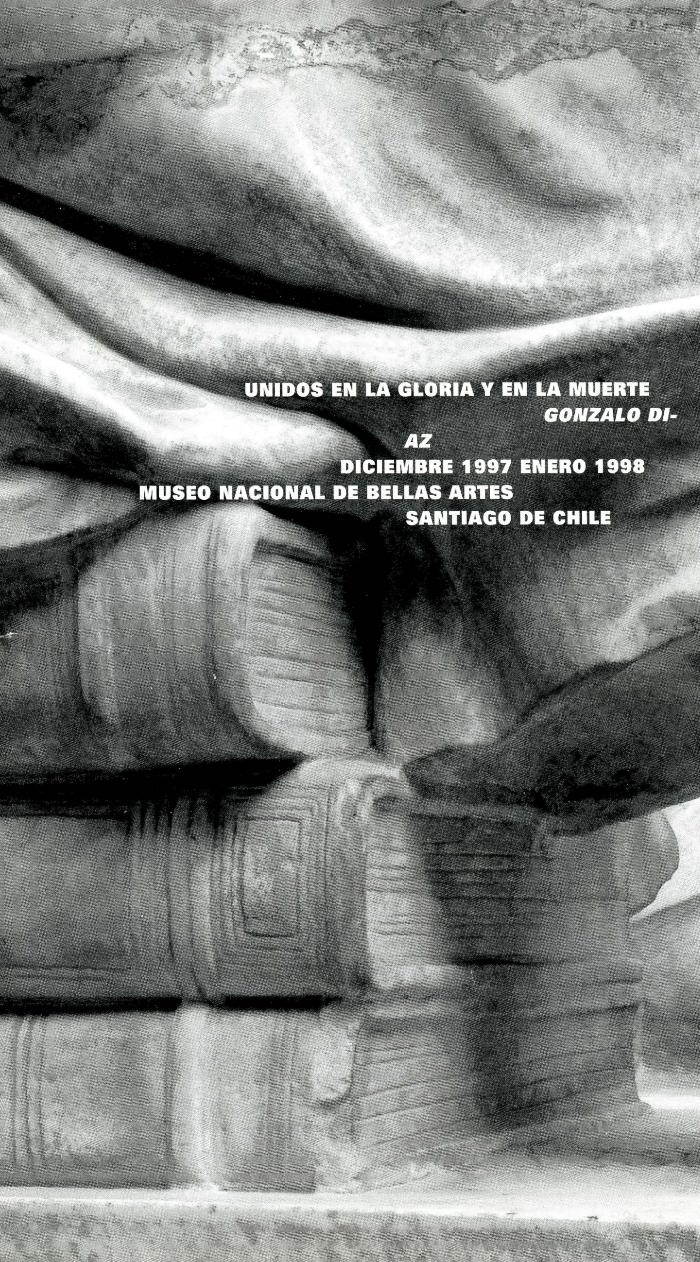 UNIDOS EN LA GLORIA Y EN LA MUERTE
GONZALO DI-
AZ
DICIEMBRE 1997 ENERO 1998
MUSEO NACIONAL DE BELLAS ARTES
SANTIAGO DE CHILE